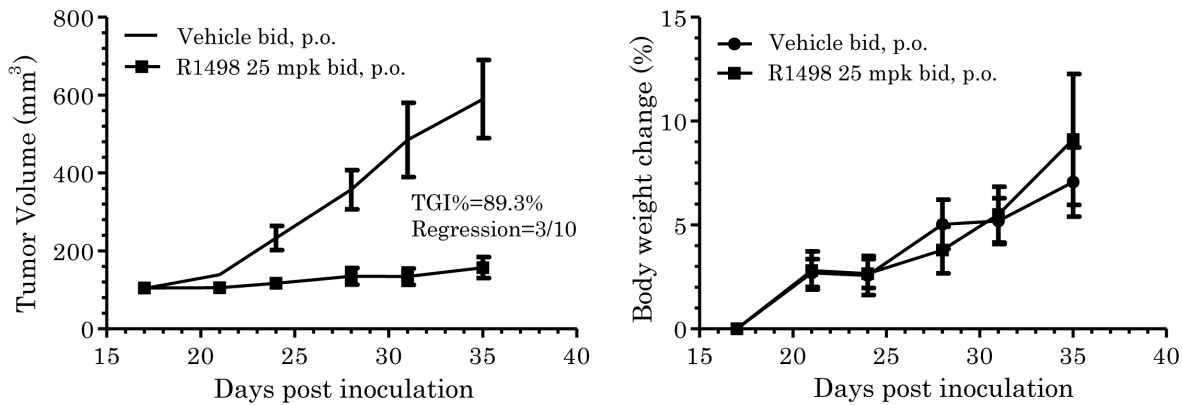 800
600
400
200
0
Tumor Volume (mm³)
Vehicle bid, p.o.
R1498 25 mpk bid, p.o.
TGI%=89.3%
Regression=3/10
15 20 25 30 35 40
Days post inoculation
15
10
5
0
Body weight change (%)
Vehicle bid, p.o.
R1498 25 mpk bid, p.o.
15 20 25 30 35 40
Days post inoculation